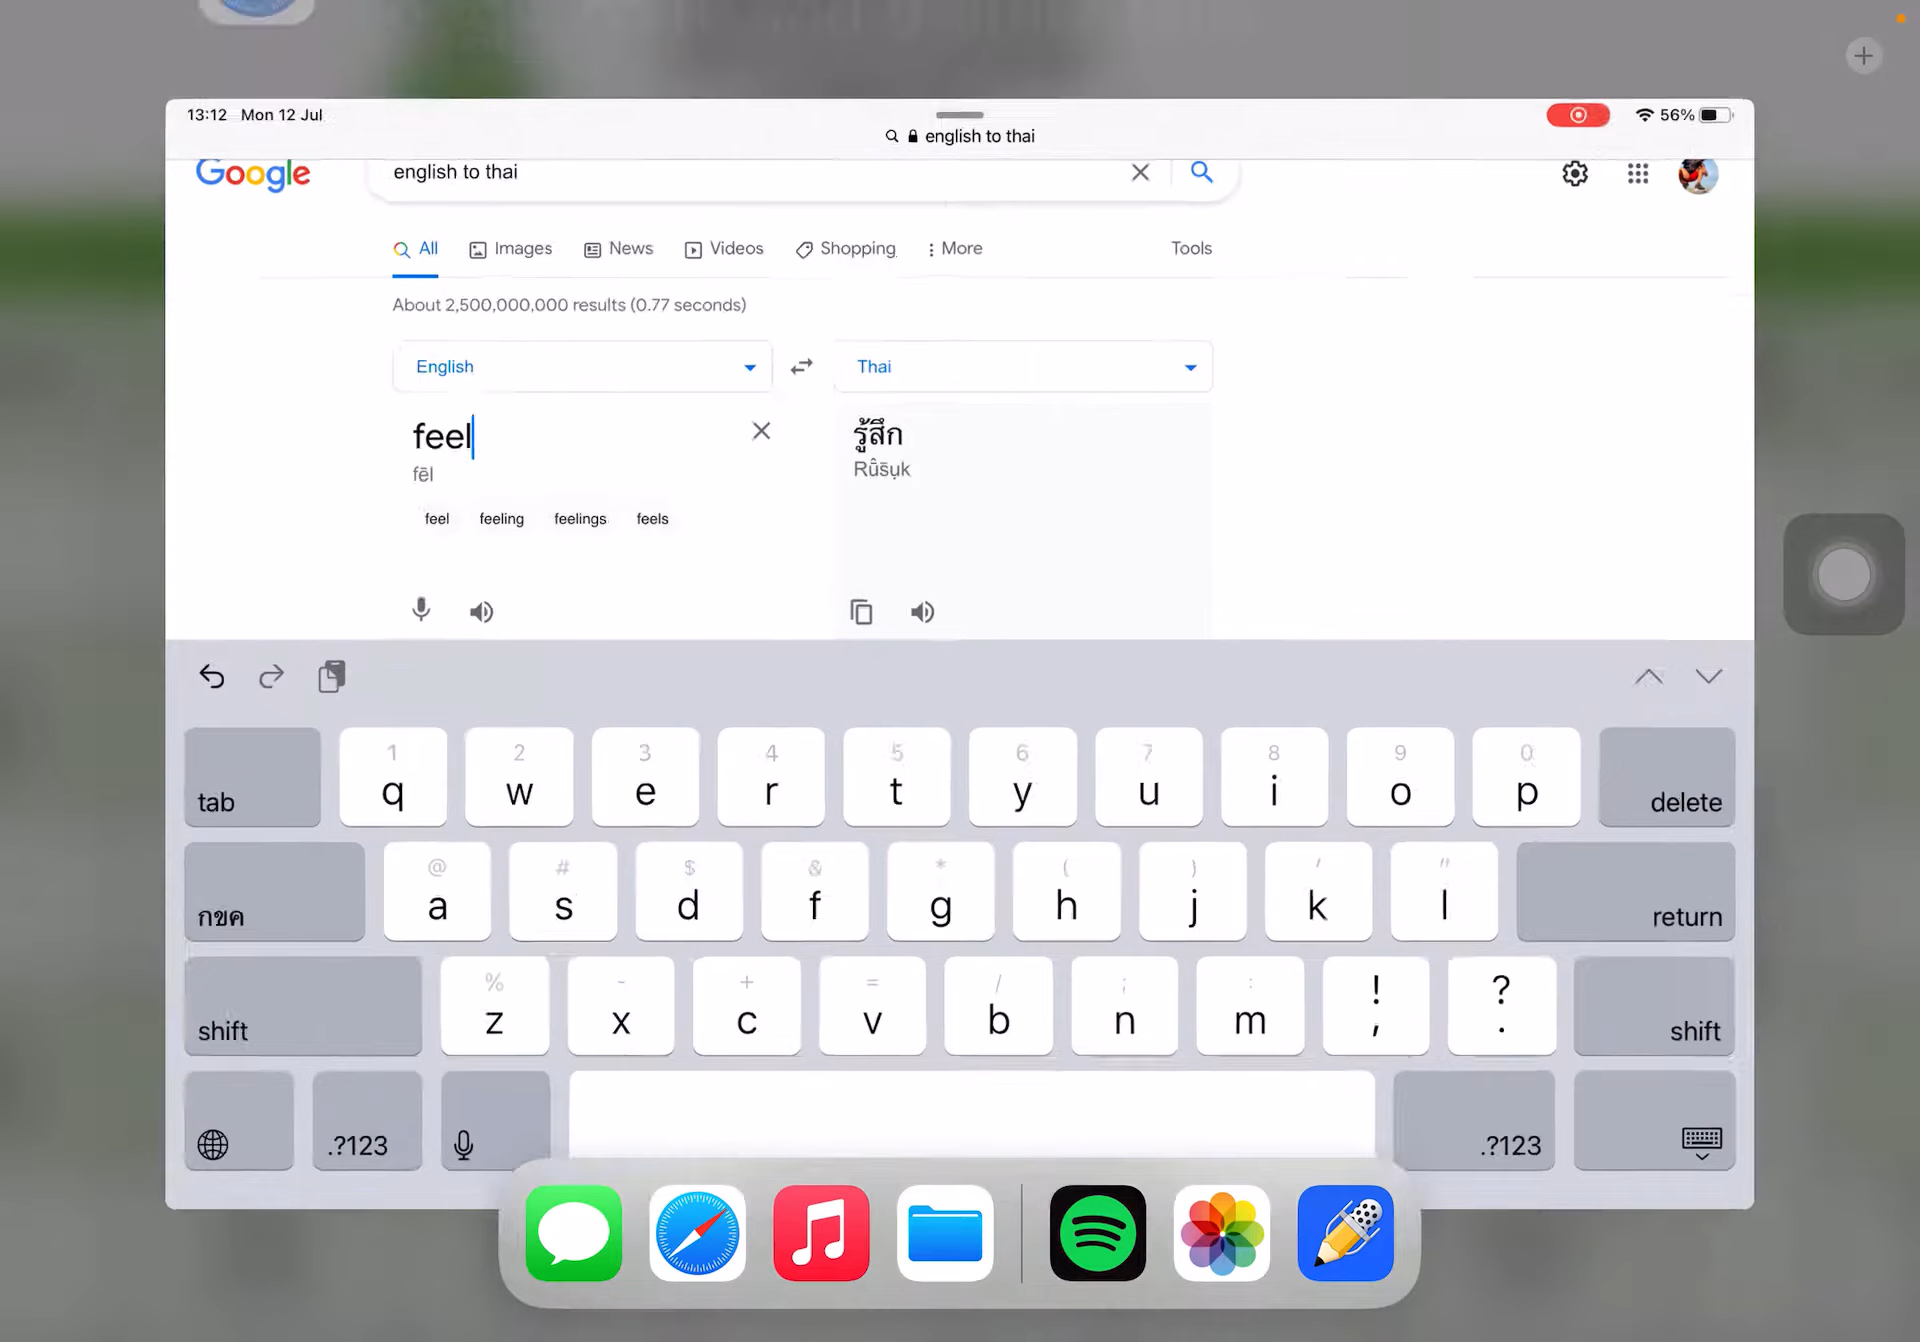 13:12 Mon 12 Jul
56%
english to thai
Google
english to thai
All Images News Videos Shopping More Tools
About 2,500,000,000 results (0.77 seconds)
English Thai
feel
fēl
รู้สึก
feel feeling feelings feels
tab 1 q 2 w 3 e 4 r 5 t 6 y 7 u 8 i 9 o 0 p delete
กขค @ a # s $ d & f * g ( h ) j ' k " l return
shift % z - x + c = v / b ; n : m ! , ? . shift
.?123 .?123